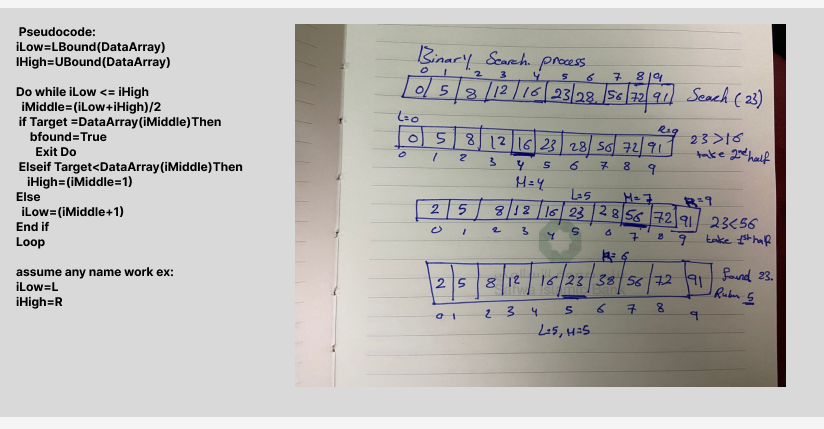 Pseudocode:
iLow=LBound(DataArray)
IHigh=UBound(DataArray)
Do while iLow <= iHigh
iMiddle=(iLow+iHigh)/2
if Target =DataArray(iMiddle)Then
bfound=True
Exit Do
Elseif Target<DataArray(iMiddle)Then
iHigh=(iMiddle=1)
Else
iLow=(iMiddle+1)
End if
Loop
assume any name work ex:
iLow=L
iHigh=R
Binary Search process
0 1 2 3 4 5 6 7 8 9
0 5 8 12 16 23 28 56 72 91 Seach (23)
L=0 R=9
0 5 8 12 16 23 28 56 72 91 23>16
take 2nd half
0 1 2 3 4 5 6 7 8 9
M=4
L=5 M=7 R=9
2 5 8 12 16 23 28 56 72 91 23<56
0 1 2 3 4 5 6 7 8 9 take 1st half
R=6
2 5 8 12 16 23 38 56 72 91 found 23.
5
0 1 2 3 4 5 6 7 8 9
L=5, M=5